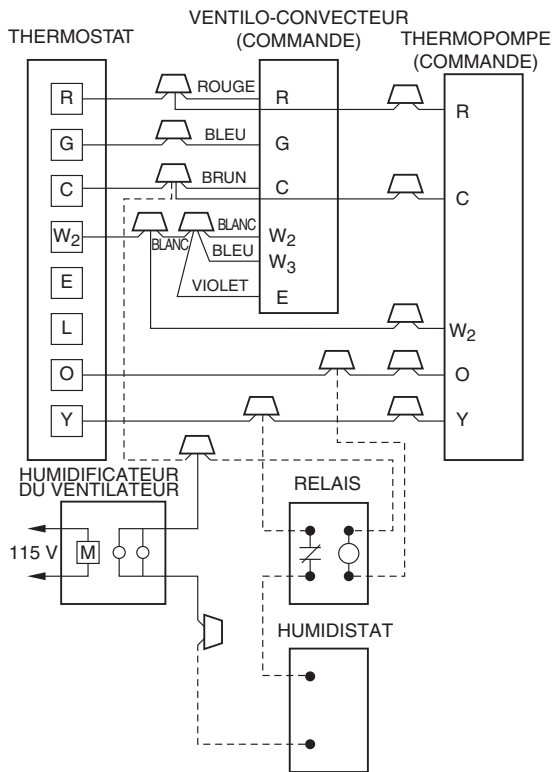 VENTILO-CONVECTEUR
(COMMANDE)
THERMOSTAT
THERMOPOMPE
(COMMANDE)
R
ROUGE
R
R
G
BLEU
G
C
BRUN
C
C
W2
BLANC
BLANC
W2
BLEU
W3
E
VIOLET
E
L
W2
O
O
Y
Y
HUMIDIFICATEUR
DU VENTILATEUR
RELAIS
115 V
M
HUMIDISTAT